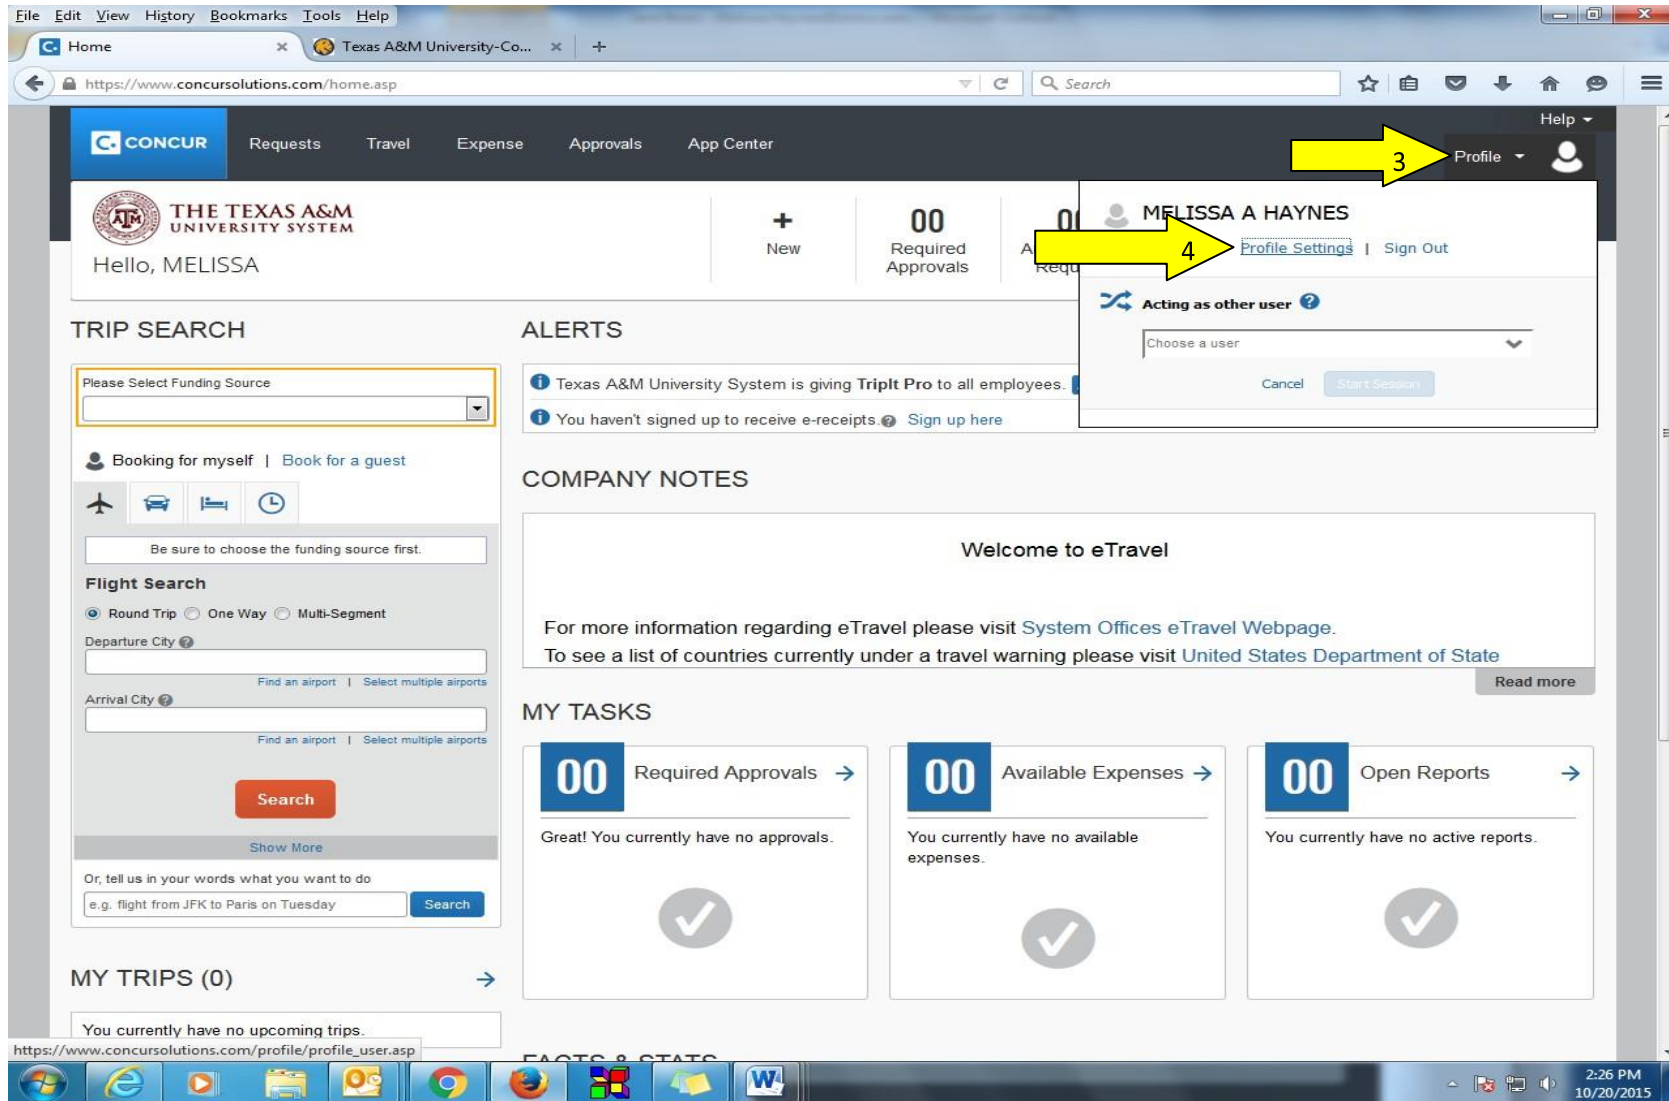 File Edit View History Bookmarks Tools Help
Home
Texas A&M University-Co...
https://www.concursolutions.com/home.asp
Search
Help
C. CONCUR
Requests Travel Expense Approvals App Center
3
Profile
THE TEXAS A&M
UNIVERSITY SYSTEM
Hello, MELISSA
+
New
00
Required
Approvals
MELISSA A HAYNES
4
Profile Settings | Sign Out
Acting as other user
Choose a user
Cancel Start Session
TRIP SEARCH
Please Select Funding Source
Booking for myself | Book for a guest
Be sure to choose the funding source first.
Flight Search
Round Trip One Way Multi-Segment
Departure City
Find an airport | Select multiple airports
Arrival City
Find an airport | Select multiple airports
Search
Show More
Or, tell us in your words what you want to do
e.g. flight from JFK to Paris on Tuesday
Search
MY TRIPS (0)
You currently have no upcoming trips.
ALERTS
Texas A&M University System is giving TripIt Pro to all employees.
You haven't signed up to receive e-receipts. Sign up here
COMPANY NOTES
Welcome to eTravel
For more information regarding eTravel please visit System Offices eTravel Webpage.
To see a list of countries currently under a travel warning please visit United States Department of State
Read more
MY TASKS
00 Required Approvals
Great! You currently have no approvals.
00 Available Expenses
You currently have no available
expenses.
00 Open Reports
You currently have no active reports.
FACTS & STATS
https://www.concursolutions.com/profile/profile_user.asp
2:26 PM
10/20/2015